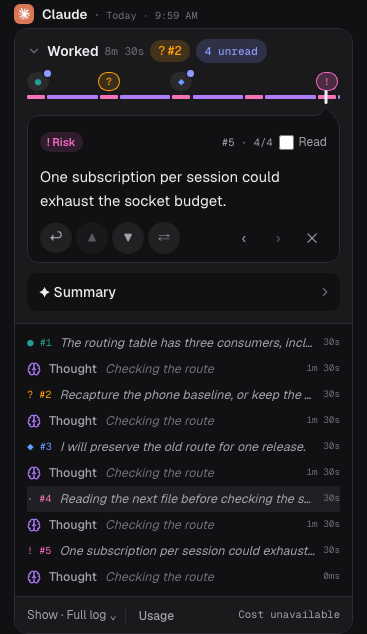 Claude · Today · 9:59 AM
Worked 8m 30s ? #2 4 unread
? !
! Risk #5 · 4/4 Read
One subscription per session could
exhaust the socket budget.
Summary
#1 The routing table has three consumers, incl… 30s
Thought Checking the route 1m 30s
? #2 Recapture the phone baseline, or keep the … 30s
Thought Checking the route 1m 30s
#3 I will preserve the old route for one release. 30s
Thought Checking the route 1m 30s
· #4 Reading the next file before checking the s… 30s
Thought Checking the route 1m 30s
! #5 One subscription per session could exhaust… 30s
Thought Checking the route 0ms
Show · Full log Usage Cost unavailable